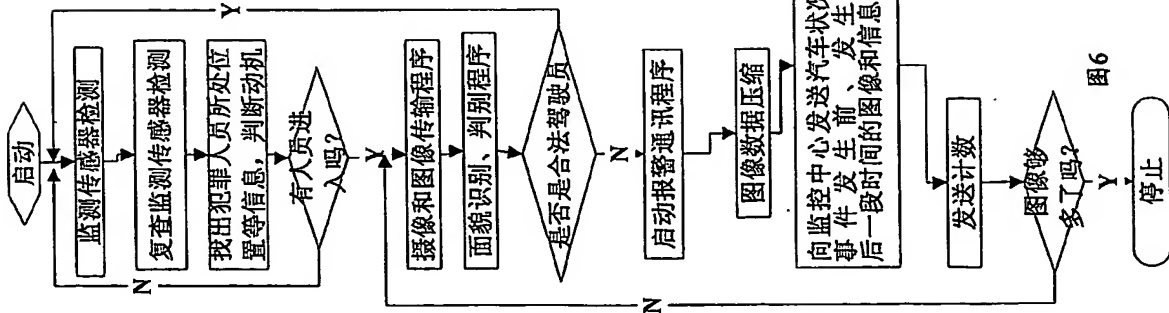 启动
监测传感器检测
复查监测传感器检测
找出犯罪人员所处位
置等信息，判断动机
有人员进
入吗?
N
Y
摄像和图像传输程序
面貌识别、判别程序
是否是合法驾驶员
Y
N
启动报警通讯程序
图像数据压缩
向监控中心发送汽车状况
事件发生前、发生
后一段时间的图像和信息
发送计数
图像够
多了吗?
N
Y
停止
图6